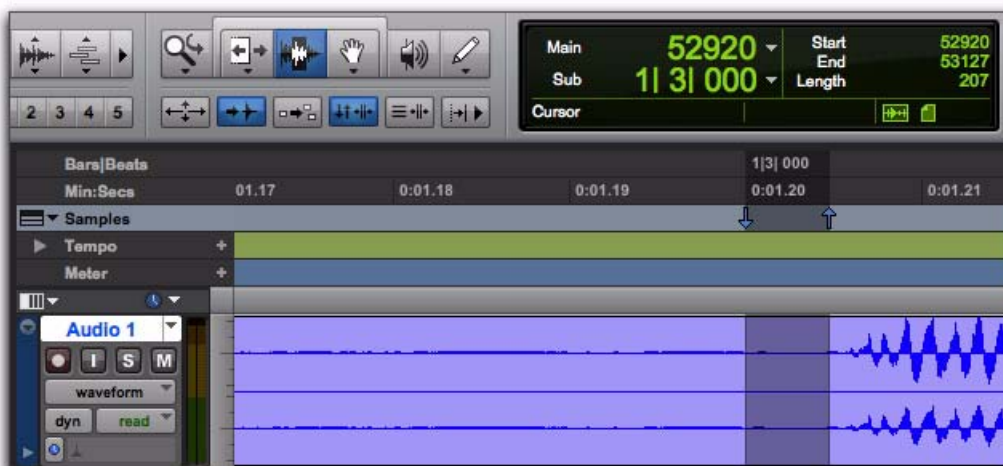 Main 52920
Sub 1| 3| 000
Start 52920
End 53127
Length 207
Cursor
2 3 4 5
Bars|Beats 1|3| 000
Min:Secs 01.17 0:01.18 0:01.19 0:01.20 0:01.21
Samples
Tempo +
Meter +
Audio 1
I S M
waveform
dyn read